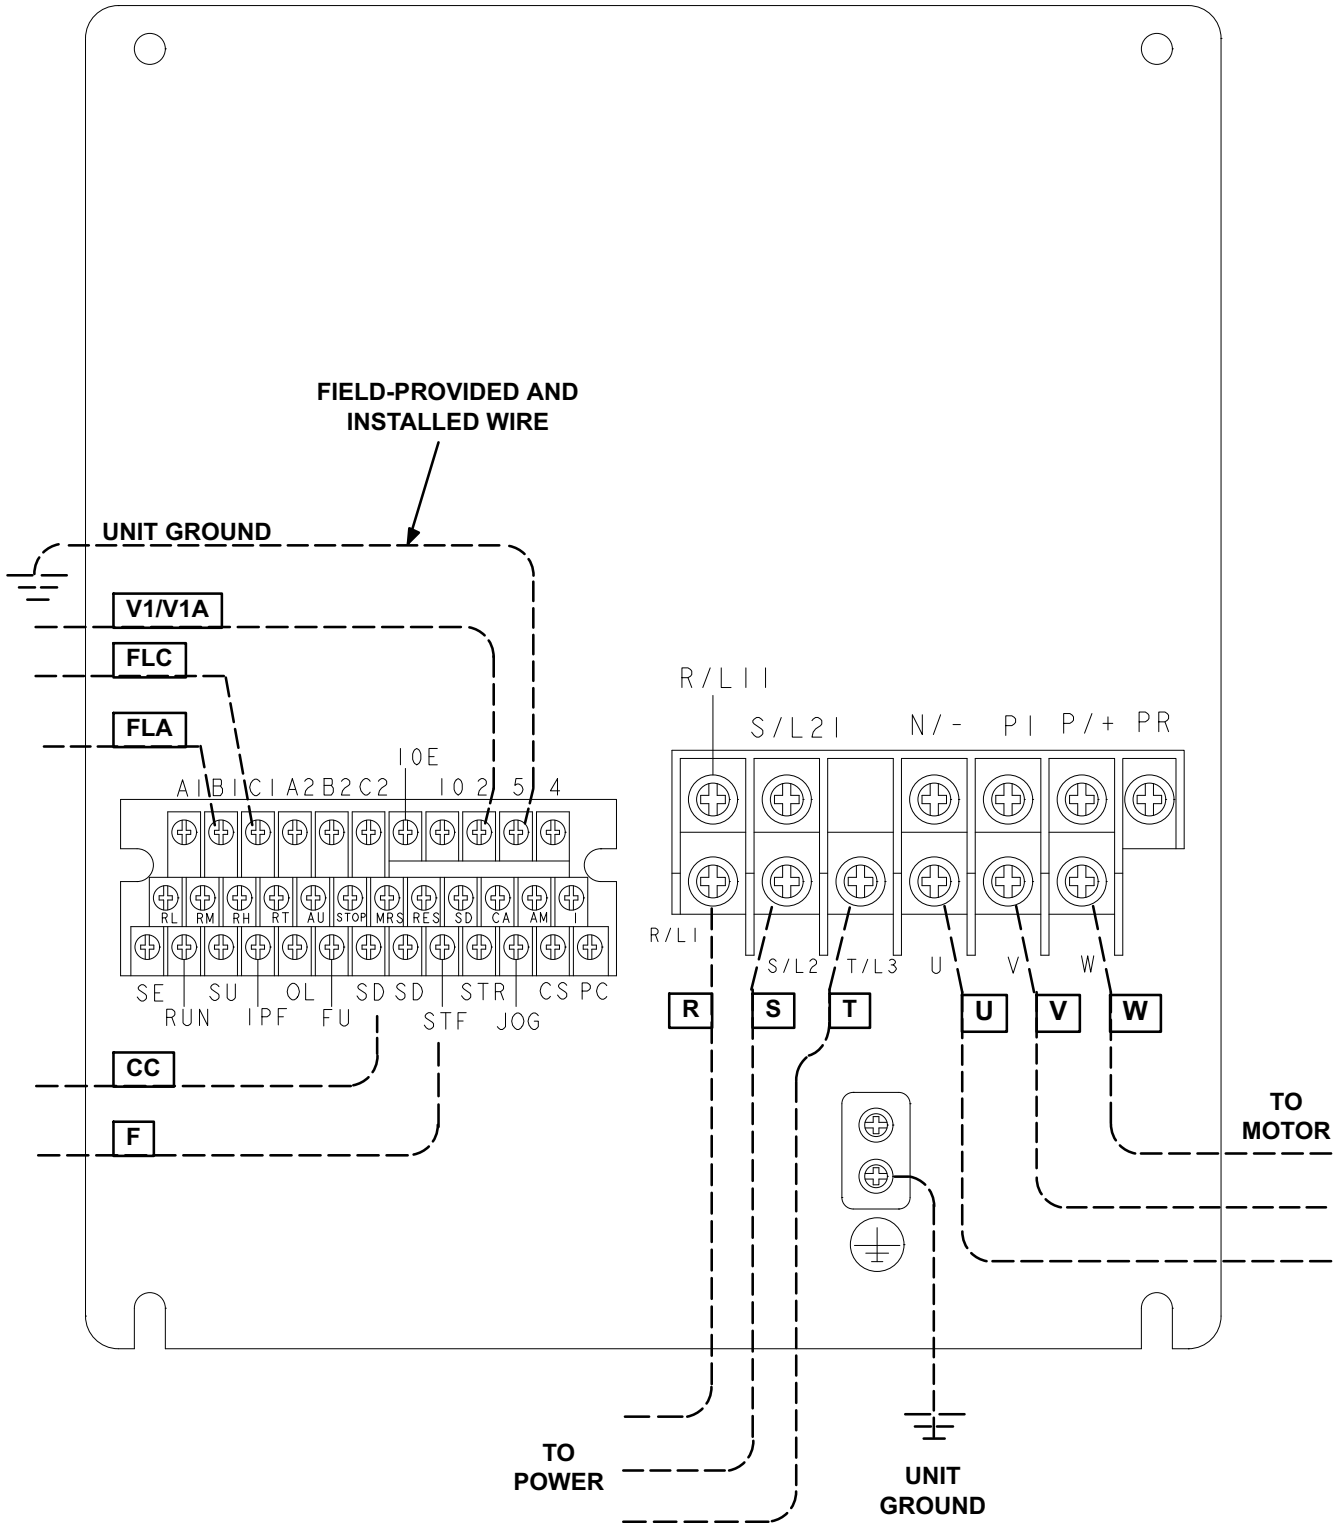 FIELD-PROVIDED AND
INSTALLED WIRE
UNIT GROUND
V1/V1A
FLC
FLA
10E
A1 B1 C1 A2 B2 C2 10 2 5 4
RL RM RH RT AU STOP MRS RES SD CA AM 1
SE SU OL SD SD STR CS PC
RUN IPF FU STF JOG
CC
F
R/L11
S/L21 N/- P1 P/+ PR
R/L1
S/L2 T/L3 U V W
R S T U V W
TO
MOTOR
TO
POWER
UNIT
GROUND